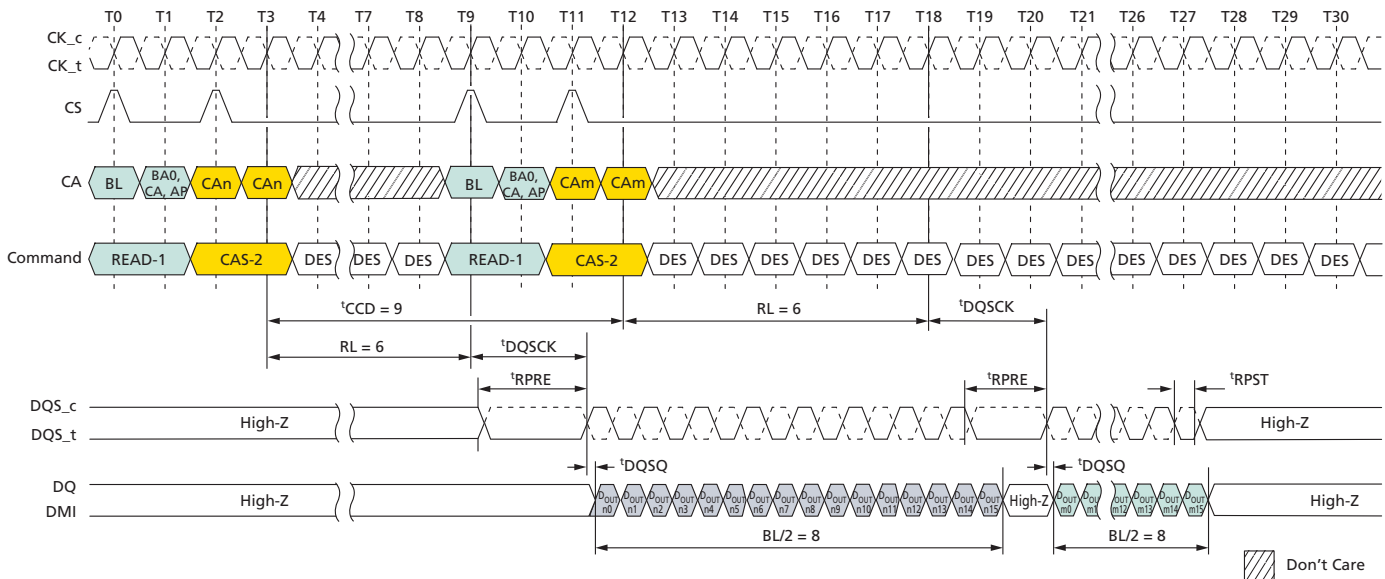 T0 T1 T2 T3 T4 T7 T8 T9 T10 T11 T12 T13 T14 T15 T16 T17 T18 T19 T20 T21 T26 T27 T28 T29 T30
CK_c
CK_t
CS
CA BL BA0, CA, AP CAn CAn BL BA0, CA, AP CAm CAm
Command READ-1 CAS-2 DES DES DES READ-1 CAS-2 DES DES DES DES DES DES DES DES DES DES DES DES DES DES
tCCD = 9 RL = 6 tDQSCK
RL = 6 tDQSCK
tRPRE tRPRE tRPST
DQS_c
DQS_t High-Z High-Z
tDQSQ tDQSQ
DQ
DMI High-Z DOUT n0 DOUT n1 DOUT n2 DOUT n3 DOUT n4 DOUT n5 DOUT n6 DOUT n7 DOUT n8 DOUT n9 DOUT n10 DOUT n11 DOUT n12 DOUT n13 DOUT n14 DOUT n15 High-Z DOUT m0 DOUT m1 DOUT m12 DOUT m13 DOUT m14 DOUT m15 High-Z
BL/2 = 8 BL/2 = 8
Don't Care